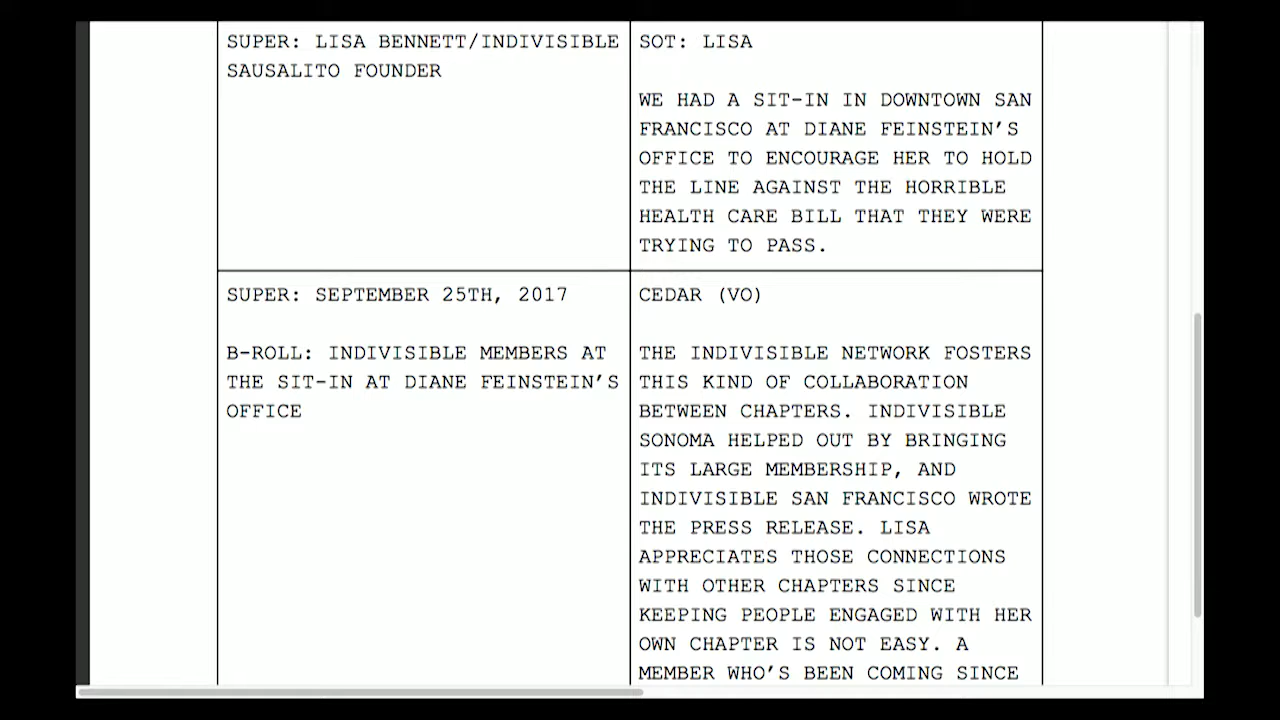 SUPER: LISA BENNETT/INDIVISIBLE
SAUSALITO FOUNDER
SOT: LISA
WE HAD A SIT-IN IN DOWNTOWN SAN
FRANCISCO AT DIANE FEINSTEIN’S
OFFICE TO ENCOURAGE HER TO HOLD
THE LINE AGAINST THE HORRIBLE
HEALTH CARE BILL THAT THEY WERE
TRYING TO PASS.
SUPER: SEPTEMBER 25TH, 2017
B-ROLL: INDIVISIBLE MEMBERS AT
THE SIT-IN AT DIANE FEINSTEIN’S
OFFICE
CEDAR (VO)
THE INDIVISIBLE NETWORK FOSTERS
THIS KIND OF COLLABORATION
BETWEEN CHAPTERS. INDIVISIBLE
SONOMA HELPED OUT BY BRINGING
ITS LARGE MEMBERSHIP, AND
INDIVISIBLE SAN FRANCISCO WROTE
THE PRESS RELEASE. LISA
APPRECIATES THOSE CONNECTIONS
WITH OTHER CHAPTERS SINCE
KEEPING PEOPLE ENGAGED WITH HER
OWN CHAPTER IS NOT EASY. A
MEMBER WHO’S BEEN COMING SINCE